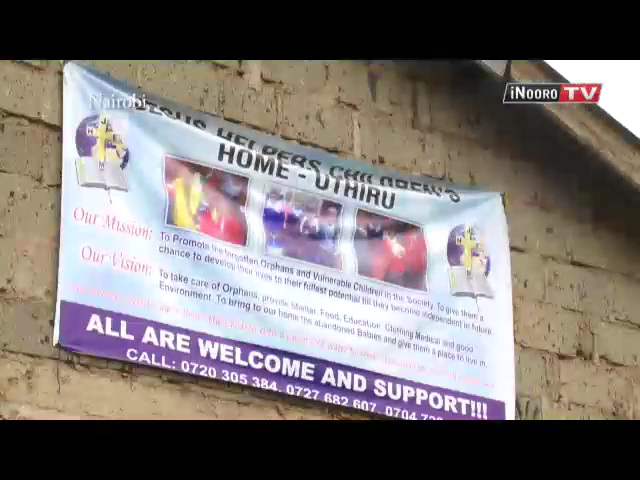 Nairobi
iNOORO TV
JESUS HELPERS CHILDREN'S
HOME - UTHIRU
Our Mission: To Promote the forgotten Orphans and Vulnerable Children in the Society. To give them a
chance to develop their lives to their fullest potential till they become independent in future.
Our Vision: To take care of Orphans, provide Shelter, Food, Education, Clothing Medical and good
Environment. To bring to our home the abandoned Babies and give them a place to live in.
ALL ARE WELCOME AND SUPPORT!!!
CALL: 0720 305 384, 0727 682 607, 0704